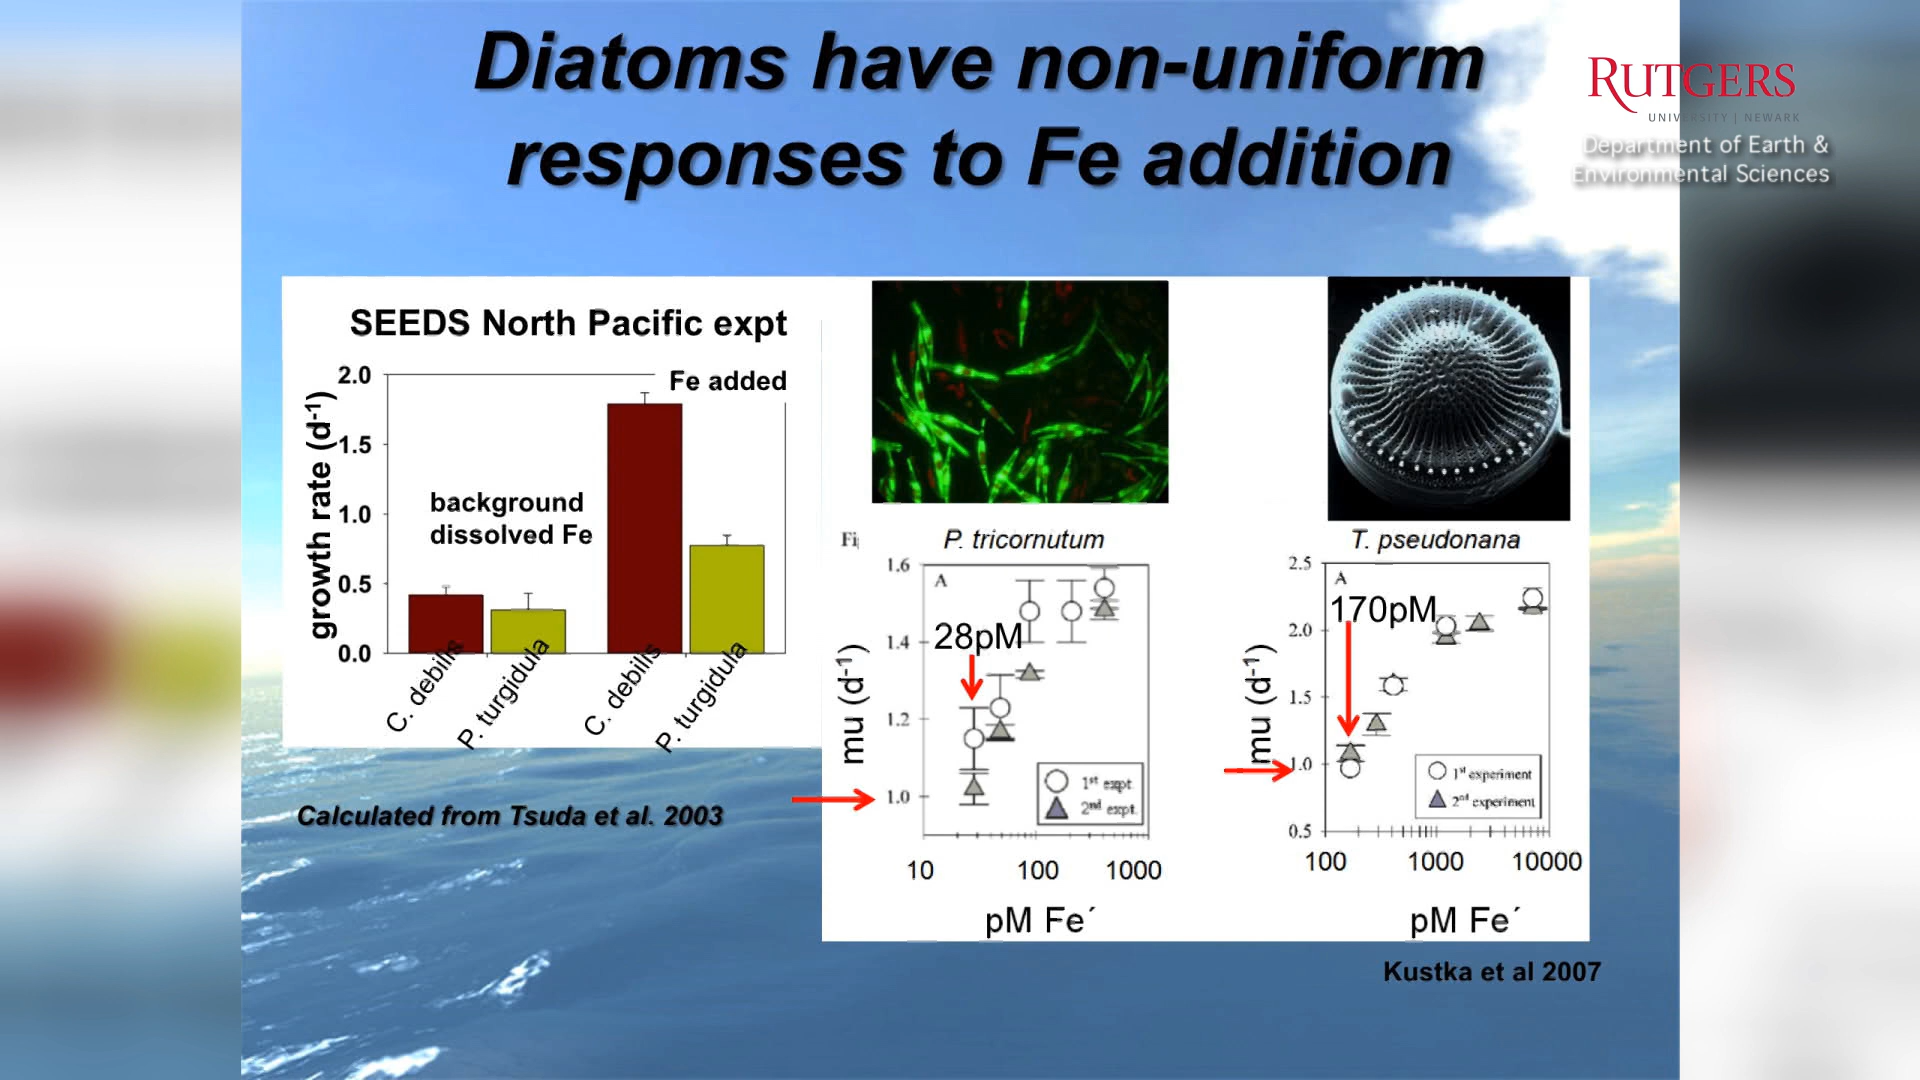 Diatoms have non-uniform
responses to Fe addition
RUTGERS
UNIVERSITY | NEWARK
Department of Earth &
Environmental Sciences
SEEDS North Pacific expt
Fe added
background
dissolved Fe
growth rate (d⁻¹)
2.0
1.5
1.0
0.5
0.0
C. debilis
P. turgidula
C. debilis
P. turgidula
Calculated from Tsuda et al. 2003
P. tricornutum
A
28pM
mu (d⁻¹)
1.6
1.4
1.2
1.0
1st expt.
2nd expt.
10 100 1000
pM Fe´
T. pseudonana
A
170pM
mu (d⁻¹)
2.5
2.0
1.5
1.0
0.5
1st experiment
2nd experiment
100 1000 10000
pM Fe´
Kustka et al 2007